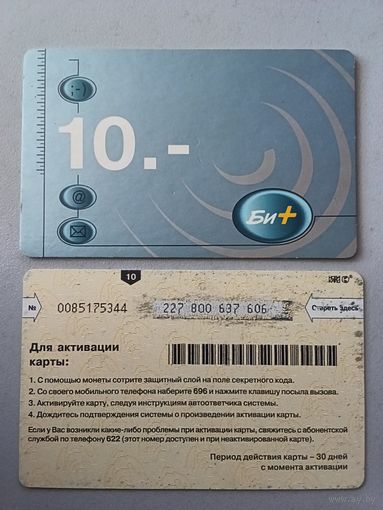 ;-)
10.-
@
Би+
10
№ 0085175344 227 800 637 606 Стереть здесь
Для активации
карты:
1. С помощью монеты сотрите защитный слой на поле секретного кода.
2. Со своего мобильного телефона наберите 696 и нажмите клавишу посыла вызова.
3. Активируйте карту, следуя инструкциям автоответчика системы.
4. Дождитесь подтверждения системы о произведении активации карты.
Если у Вас возникли какие-либо проблемы при активации карты, свяжитесь с абонентской
службой по телефону 622 (этот номер доступен и при неактивированной карте).
Период действия карты – 30 дней
с момента активации